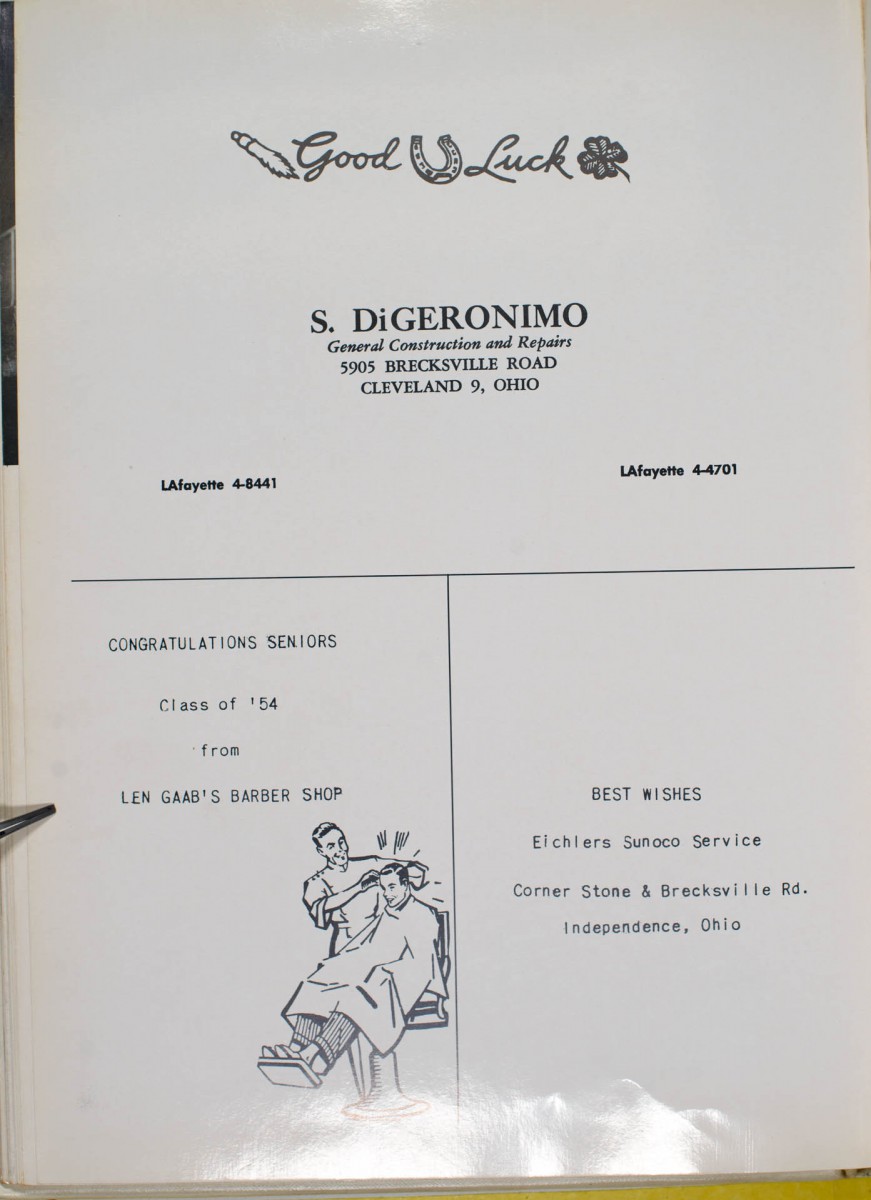 Good Luck
S. DiGERONIMO
General Construction and Repairs
5905 BRECKSVILLE ROAD
CLEVELAND 9, OHIO
LAfayette 4-8441
LAfayette 4-4701
CONGRATULATIONS SENIORS
Class of '54
from
LEN GAAB'S BARBER SHOP
BEST WISHES
Eichlers Sunoco Service
Corner Stone & Brecksville Rd.
Independence, Ohio